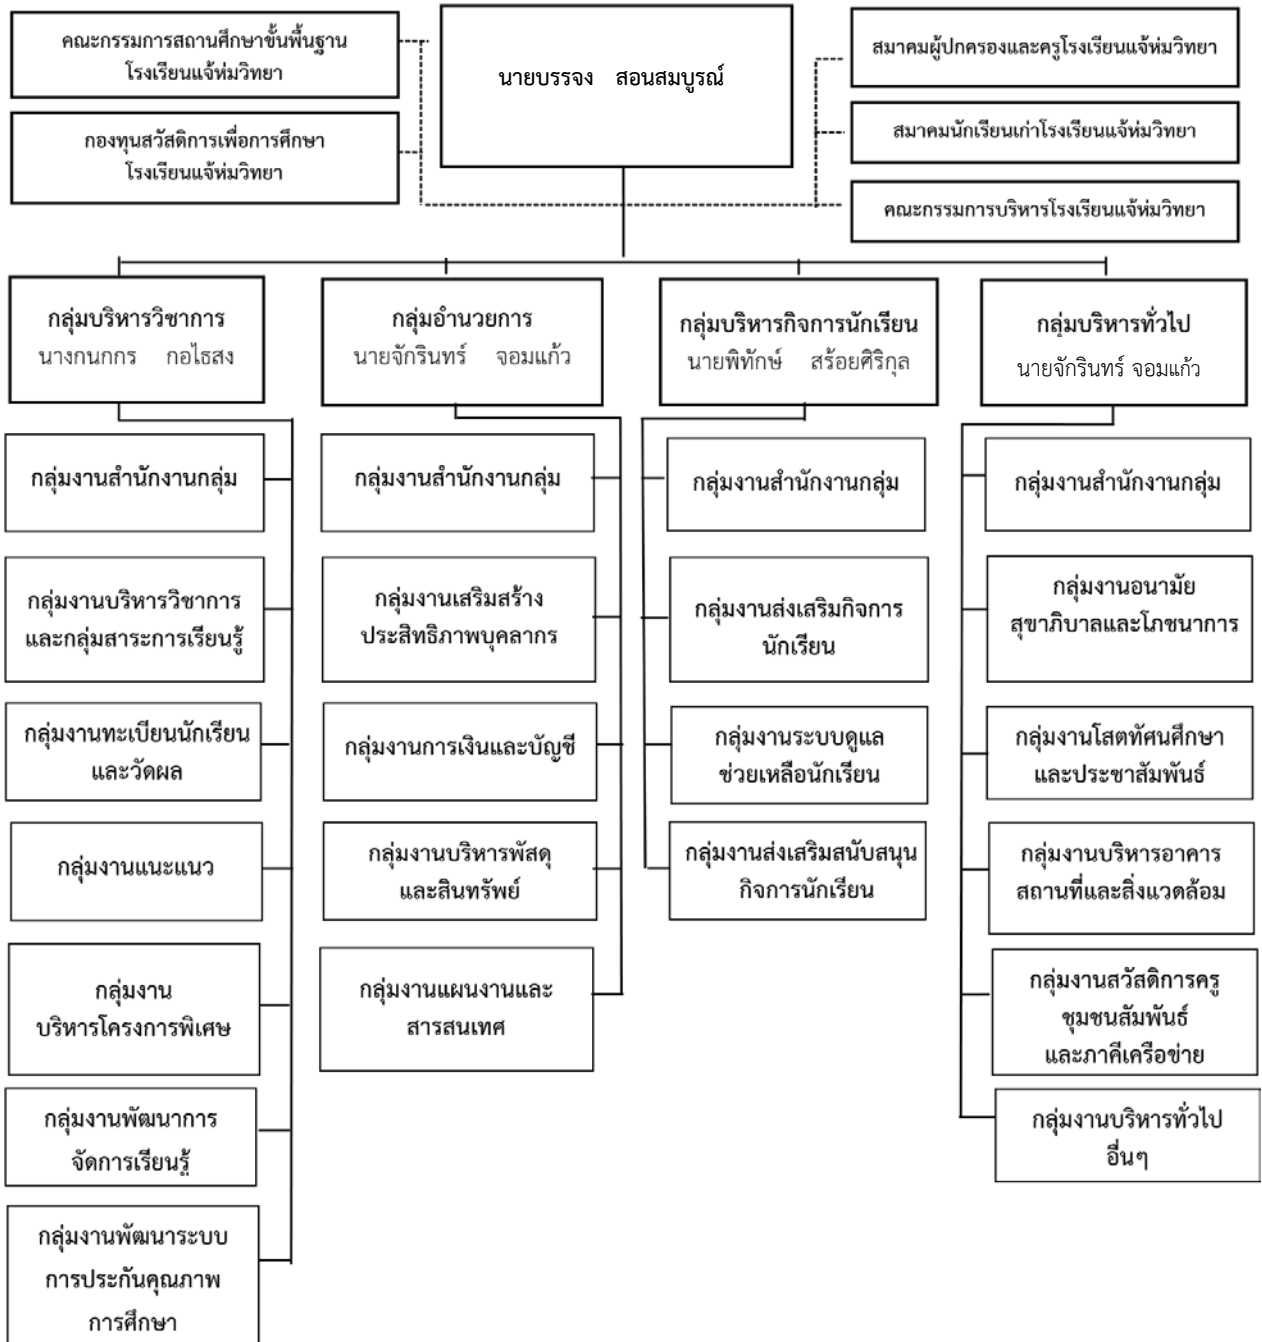 คณะกรรมการสถานศึกษาขั้นพื้นฐาน
โรงเรียนแจ้ห่มวิทยา
กองทุนสวัสดิการเพื่อการศึกษา
โรงเรียนแจ้ห่มวิทยา
นายบรรจง สอนสมบูรณ์
สมาคมผู้ปกครองและครูโรงเรียนแจ้ห่มวิทยา
สมาคมนักเรียนเก่าโรงเรียนแจ้ห่มวิทยา
คณะกรรมการบริหารโรงเรียนแจ้ห่มวิทยา
กลุ่มบริหารวิชาการ
นางกนกกร กอไธสง
กลุ่มงานสำนักงานกลุ่ม
กลุ่มงานบริหารวิชาการ
และกลุ่มสาระการเรียนรู้
กลุ่มงานทะเบียนนักเรียน
และวัดผล
กลุ่มงานแนะแนว
กลุ่มงาน
บริหารโครงการพิเศษ
กลุ่มงานพัฒนาการ
จัดการเรียนรู้
กลุ่มงานพัฒนาระบบ
การประกันคุณภาพ
การศึกษา
กลุ่มอำนวยการ
นายจักรินทร์ จอมแก้ว
กลุ่มงานสำนักงานกลุ่ม
กลุ่มงานเสริมสร้าง
ประสิทธิภาพบุคลากร
กลุ่มงานการเงินและบัญชี
กลุ่มงานบริหารพัสดุ
และสินทรัพย์
กลุ่มงานแผนงานและ
สารสนเทศ
กลุ่มบริหารกิจการนักเรียน
นายพิทักษ์ สร้อยศิริกุล
กลุ่มงานสำนักงานกลุ่ม
กลุ่มงานส่งเสริมกิจการ
นักเรียน
กลุ่มงานระบบดูแล
ช่วยเหลือนักเรียน
กลุ่มงานส่งเสริมสนับสนุน
กิจการนักเรียน
กลุ่มบริหารทั่วไป
นายจักรินทร์ จอมแก้ว
กลุ่มงานสำนักงานกลุ่ม
กลุ่มงานอนามัย
สุขาภิบาลและโภชนาการ
กลุ่มงานโสตทัศนศึกษา
และประชาสัมพันธ์
กลุ่มงานบริหารอาคาร
สถานที่และสิ่งแวดล้อม
กลุ่มงานสวัสดิการครู
ชุมชนสัมพันธ์
และภาคีเครือข่าย
กลุ่มงานบริหารทั่วไป
อื่นๆ